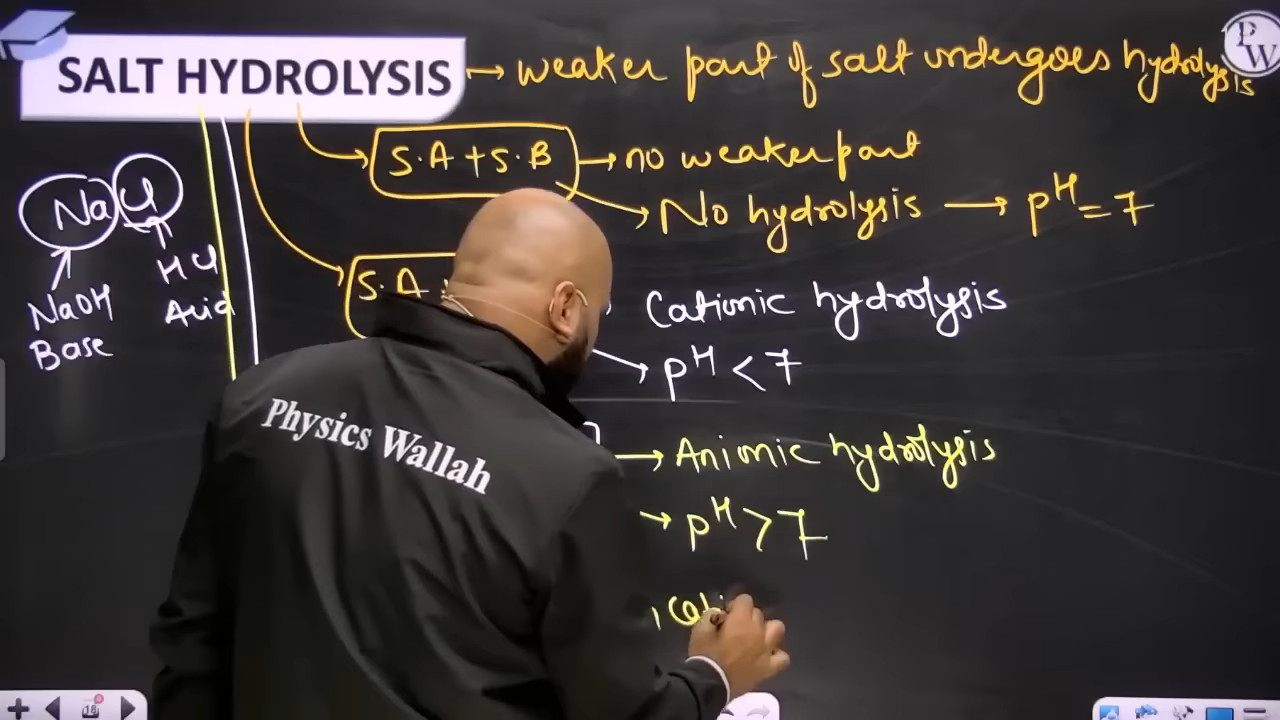 PW
SALT HYDROLYSIS → weaker part of salt undergoes hydrolysis
S.A + S.B → no weaker part
→ No hydrolysis → pH = 7
NaCl
HCl
Acid
NaOH
Base
S.A
Cationic hydrolysis
→ pH < 7
→ Anionic hydrolysis
→ pH > 7
Physics Wallah
18